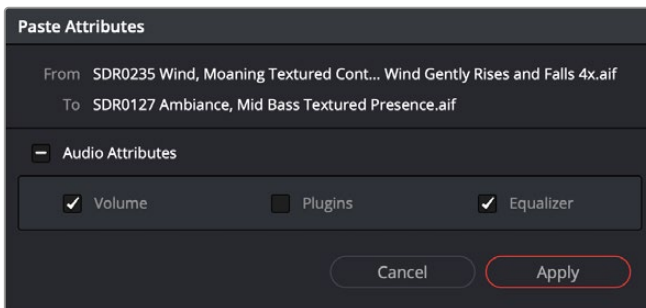 Paste Attributes
From SDR0235 Wind, Moaning Textured Cont... Wind Gently Rises and Falls 4x.aif
To SDR0127 Ambiance, Mid Bass Textured Presence.aif
Audio Attributes
Volume Plugins Equalizer
Cancel Apply